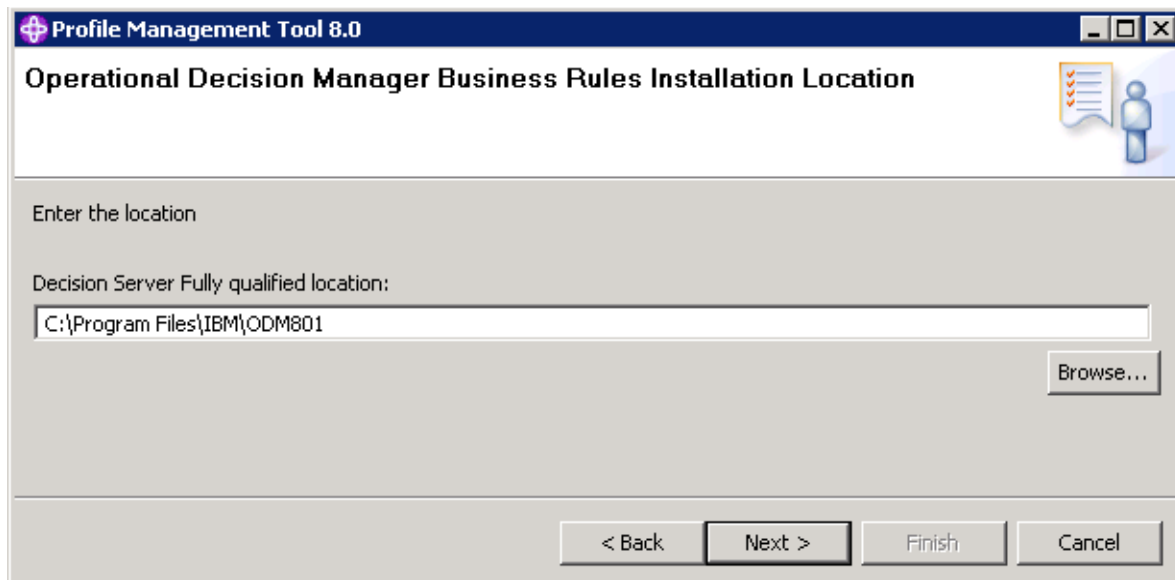 Profile Management Tool 8.0
Operational Decision Manager Business Rules Installation Location
Enter the location
Decision Server Fully qualified location:
C:\Program Files\IBM\ODM801
Browse...
< Back
Next >
Finish
Cancel